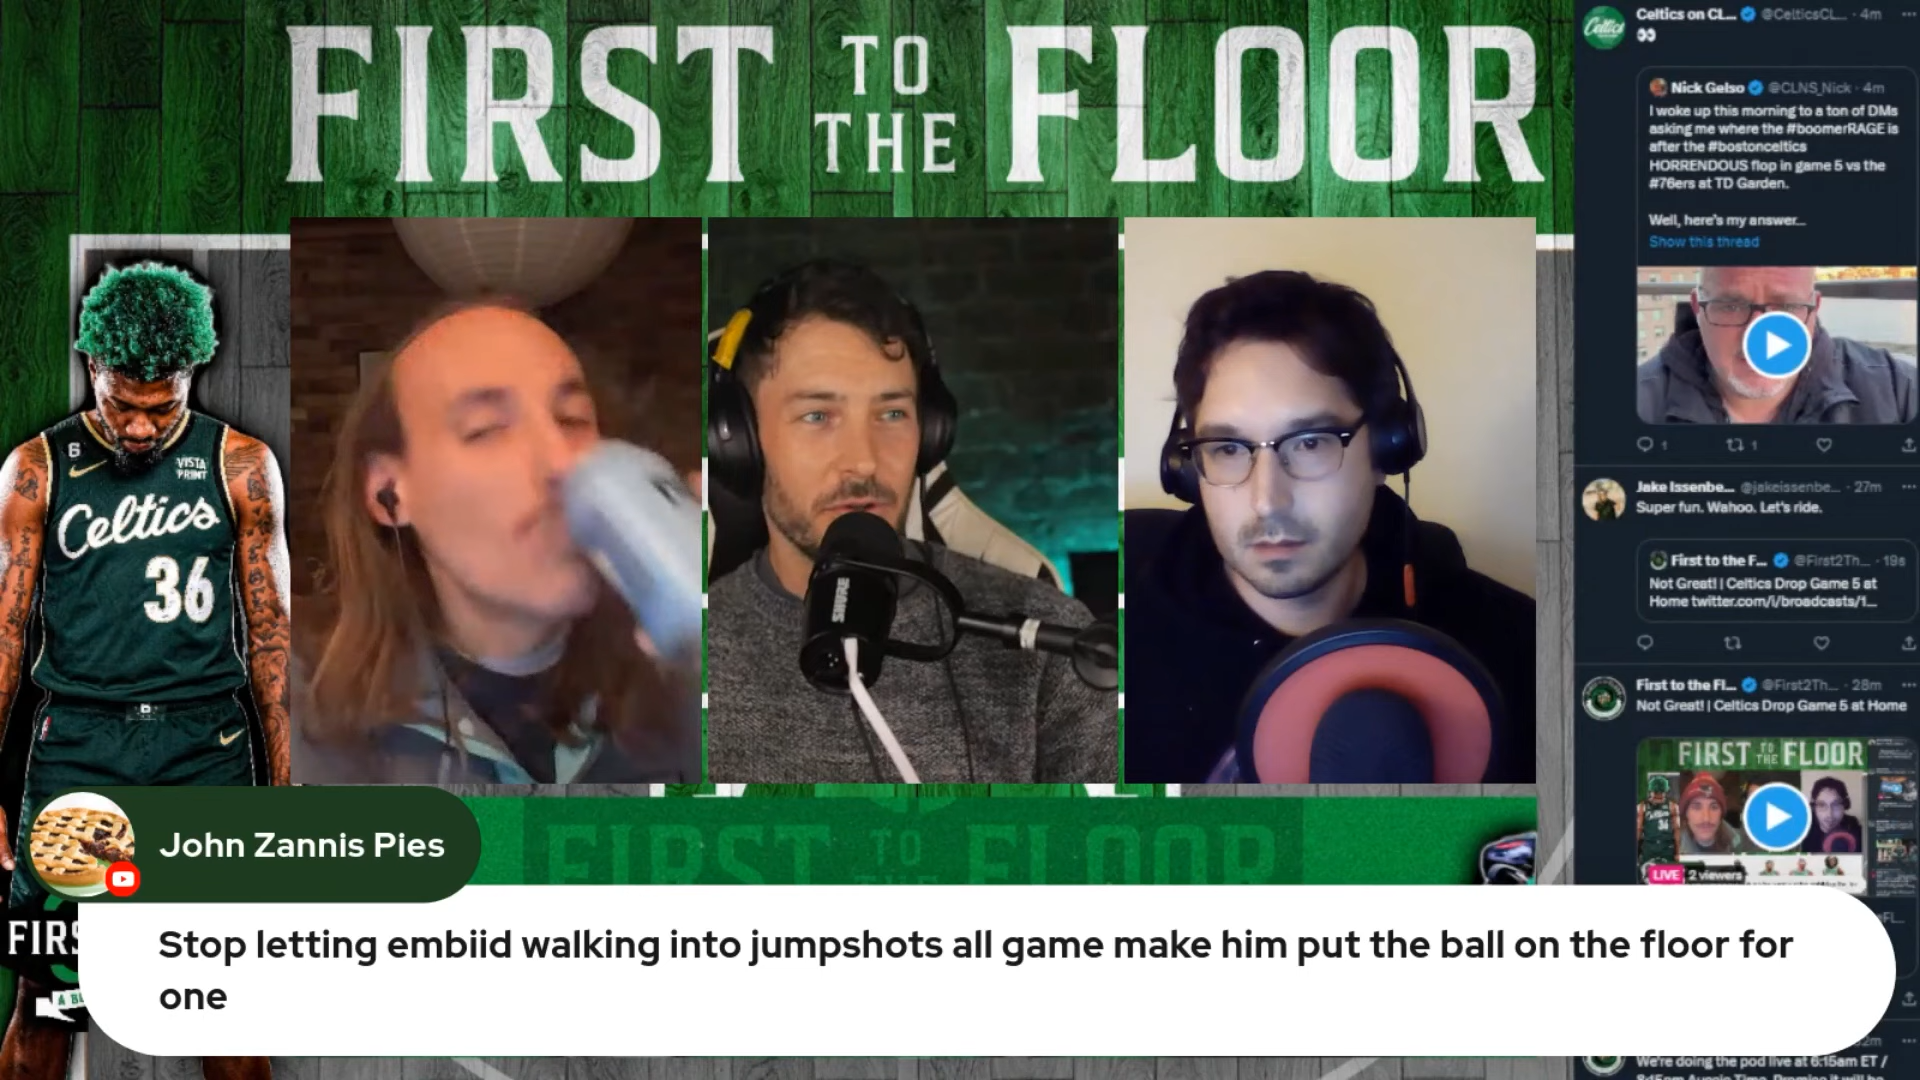 FIRST TO THE FLOOR
6
VISTA
PRINT
Celtics
36
SHURE
FIRST TO
FLOOR
John Zannis Pies
Stop letting embiid walking into jumpshots all game make him put the ball on the floor for
one
Celtics on CL... @CelticsCL... · 4m
Nick Gelso @CLNS_Nick · 4m
I woke up this morning to a ton of DMs
asking me where the #boomerRAGE is
after the #bostonceltics
HORRENDOUS flop in game 5 vs the
#76ers at TD Garden.
Well, here's my answer...
Show this thread
1
1
Jake Issenbe... @jakeissenbe... · 27m
Super fun. Wahoo. Let's ride.
First to the F... @First2Th... · 19s
Not Great! | Celtics Drop Game 5 at
Home twitter.com/i/broadcasts/1...
First to the Fl... @First2Th... · 28m
Not Great! | Celtics Drop Game 5 at Home
FIRST TO THE FLOOR
LIVE 2 viewers
We're doing the pod live at 6:15am ET /